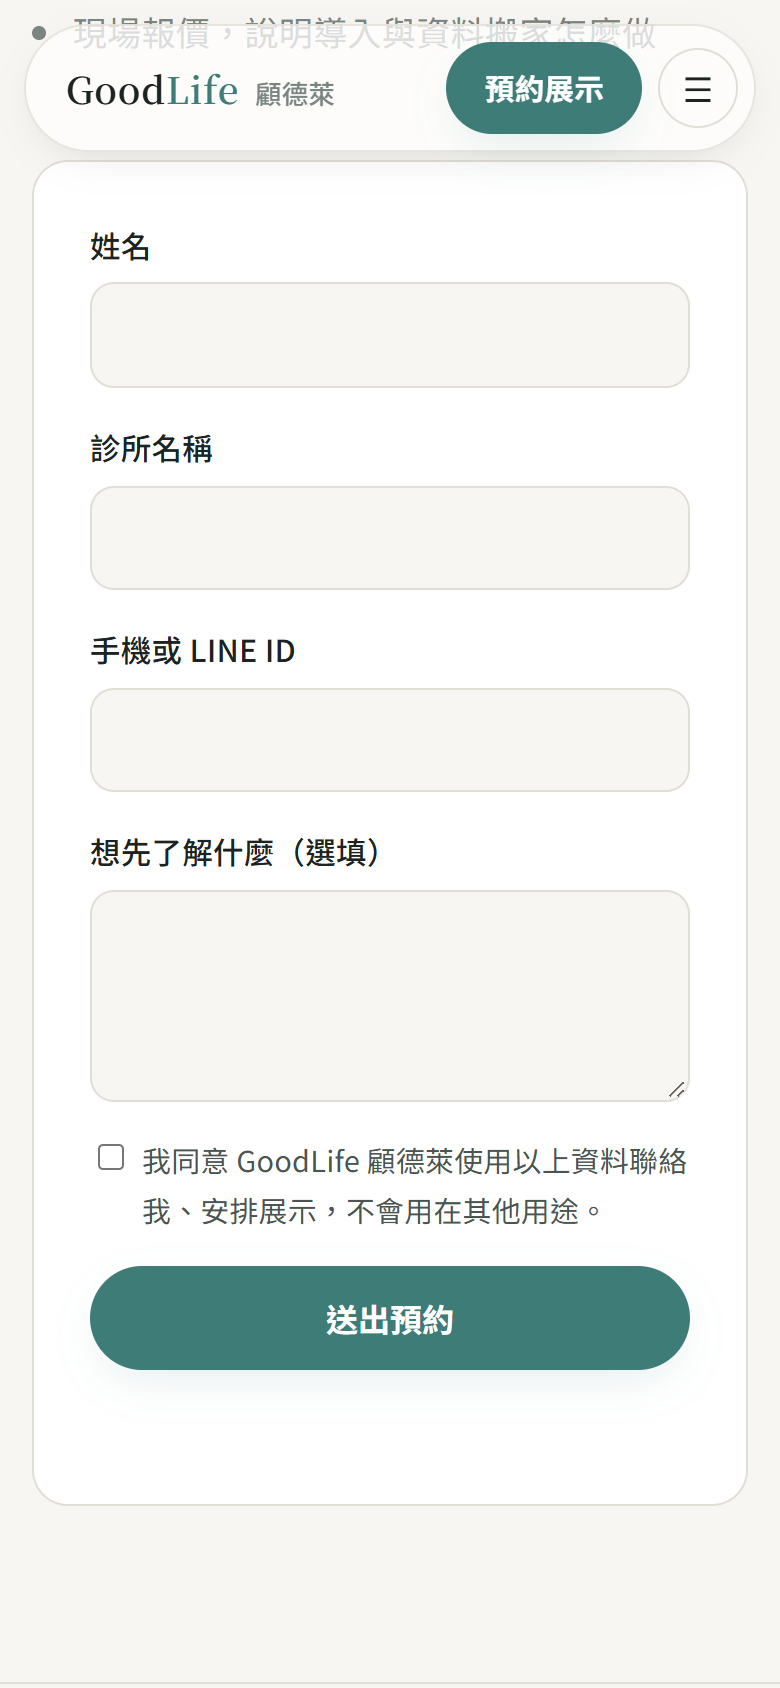 現場報價，說明導入與資料搬家怎麼做
GoodLife 顧德萊
預約展示
姓名
診所名稱
手機或 LINE ID
想先了解什麼（選填）
我同意 GoodLife 顧德萊使用以上資料聯絡
我、安排展示，不會用在其他用途。
送出預約